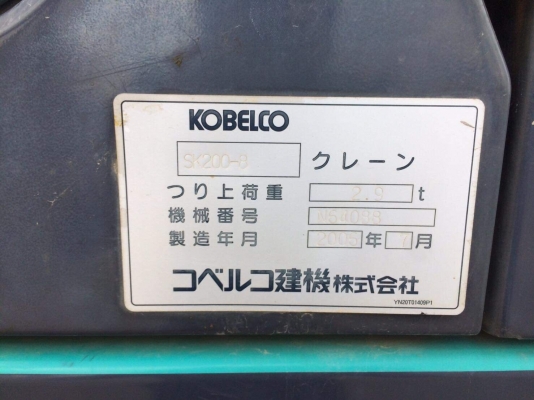 KOBELCO
SK200-8 クレーン
つり上荷重 2.9 t
機械番号
製造年月 年 月
コベルコ建機株式会社
YN20T01409P1